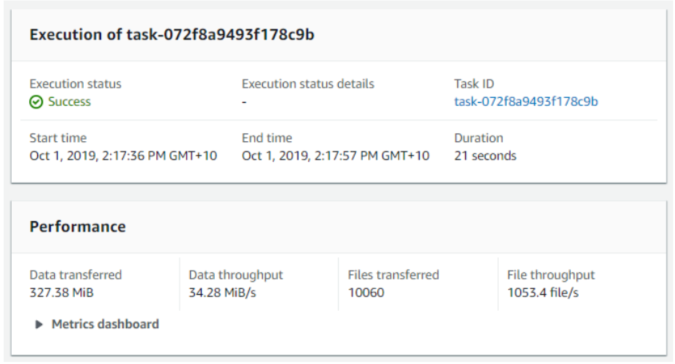 Execution of task-072f8a9493f178c9b
Execution status
Success
Execution status details
-
Task ID
task-072f8a9493f178c9b
Start time
Oct 1, 2019, 2:17:36 PM GMT+10
End time
Oct 1, 2019, 2:17:57 PM GMT+10
Duration
21 seconds
Performance
Data transferred
327.38 MiB
Data throughput
34.28 MiB/s
Files transferred
10060
File throughput
1053.4 file/s
Metrics dashboard